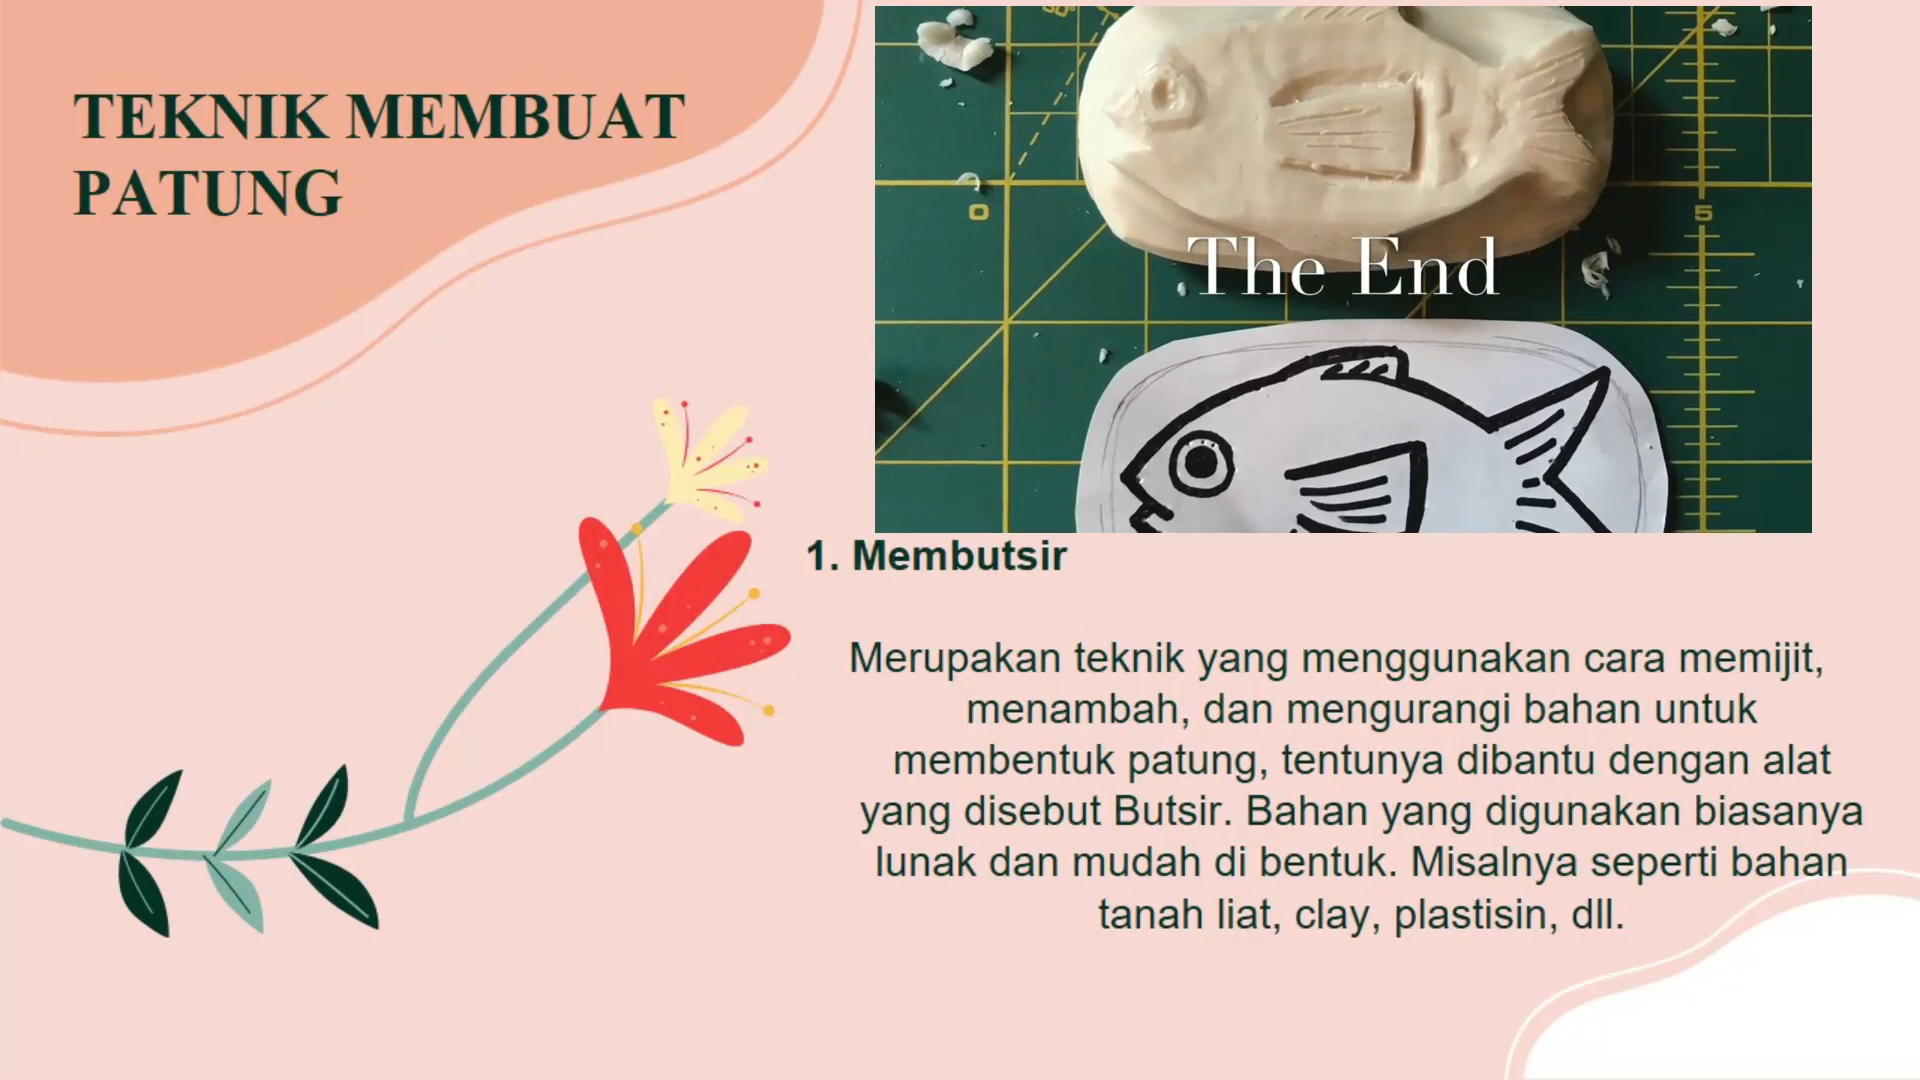 TEKNIK MEMBUAT
PATUNG
0
5
The End
1. Membutsir
Merupakan teknik yang menggunakan cara memijit,
menambah, dan mengurangi bahan untuk
membentuk patung, tentunya dibantu dengan alat
yang disebut Butsir. Bahan yang digunakan biasanya
lunak dan mudah di bentuk. Misalnya seperti bahan
tanah liat, clay, plastisin, dll.